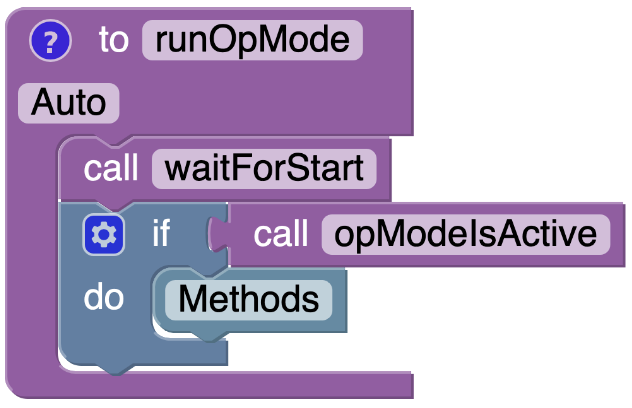 ? to runOpMode
Auto
call waitForStart
if call opModeIsActive
do Methods